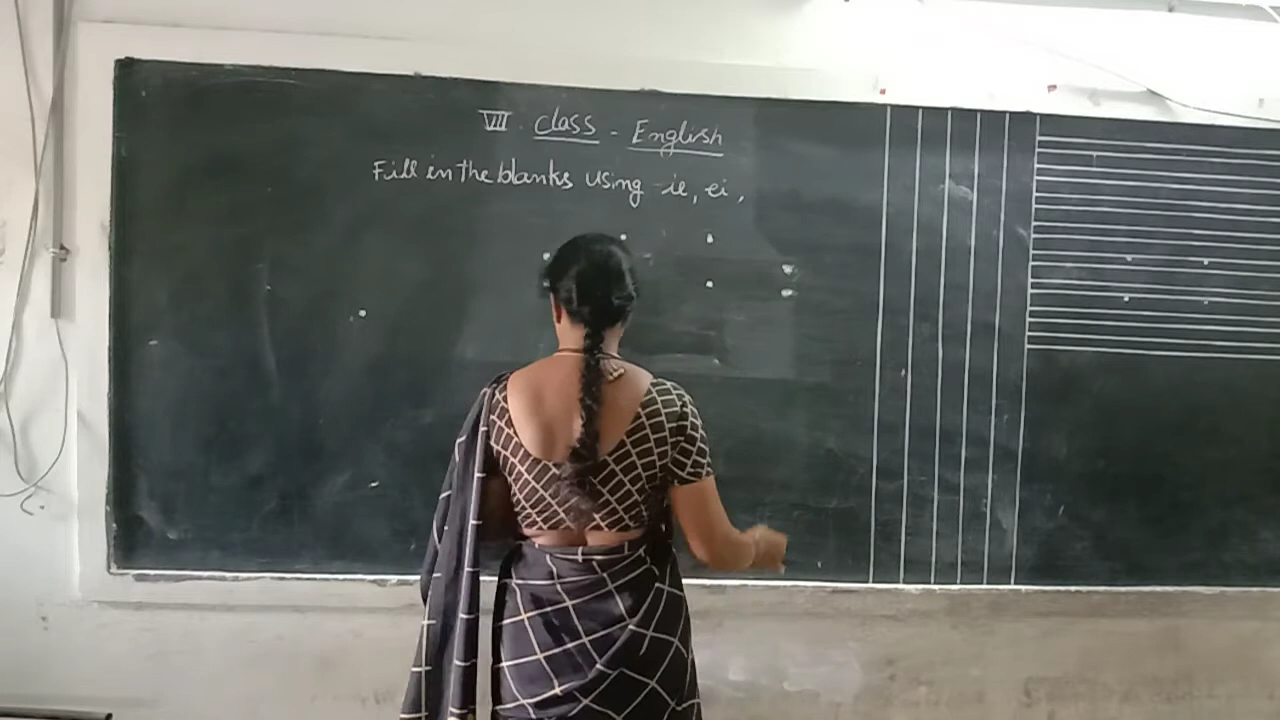 VII class - English
Fill in the blanks using -ie, ei,